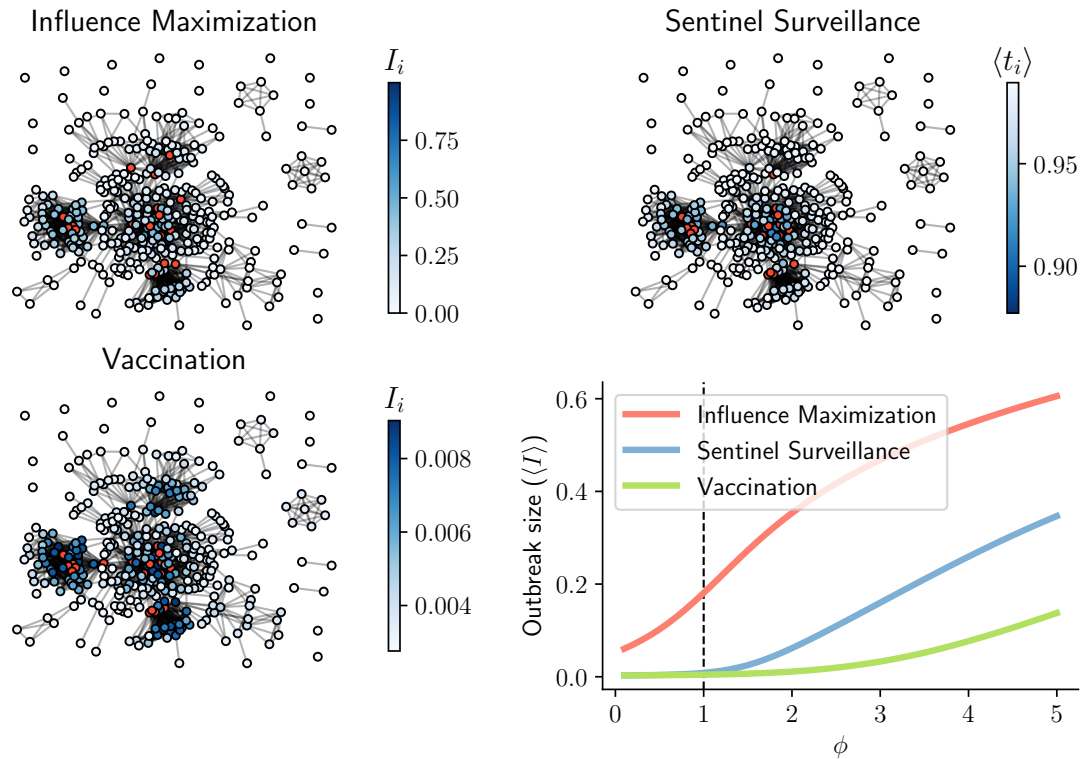 Influence Maximization
I_i
0.75
0.50
0.25
0.00
Sentinel Surveillance
⟨t_i⟩
0.95
0.90
Vaccination
I_i
0.008
0.006
0.004
Outbreak size (⟨I⟩)
0.6
0.4
0.2
0.0
Influence Maximization
Sentinel Surveillance
Vaccination
0 1 2 3 4 5
ϕ